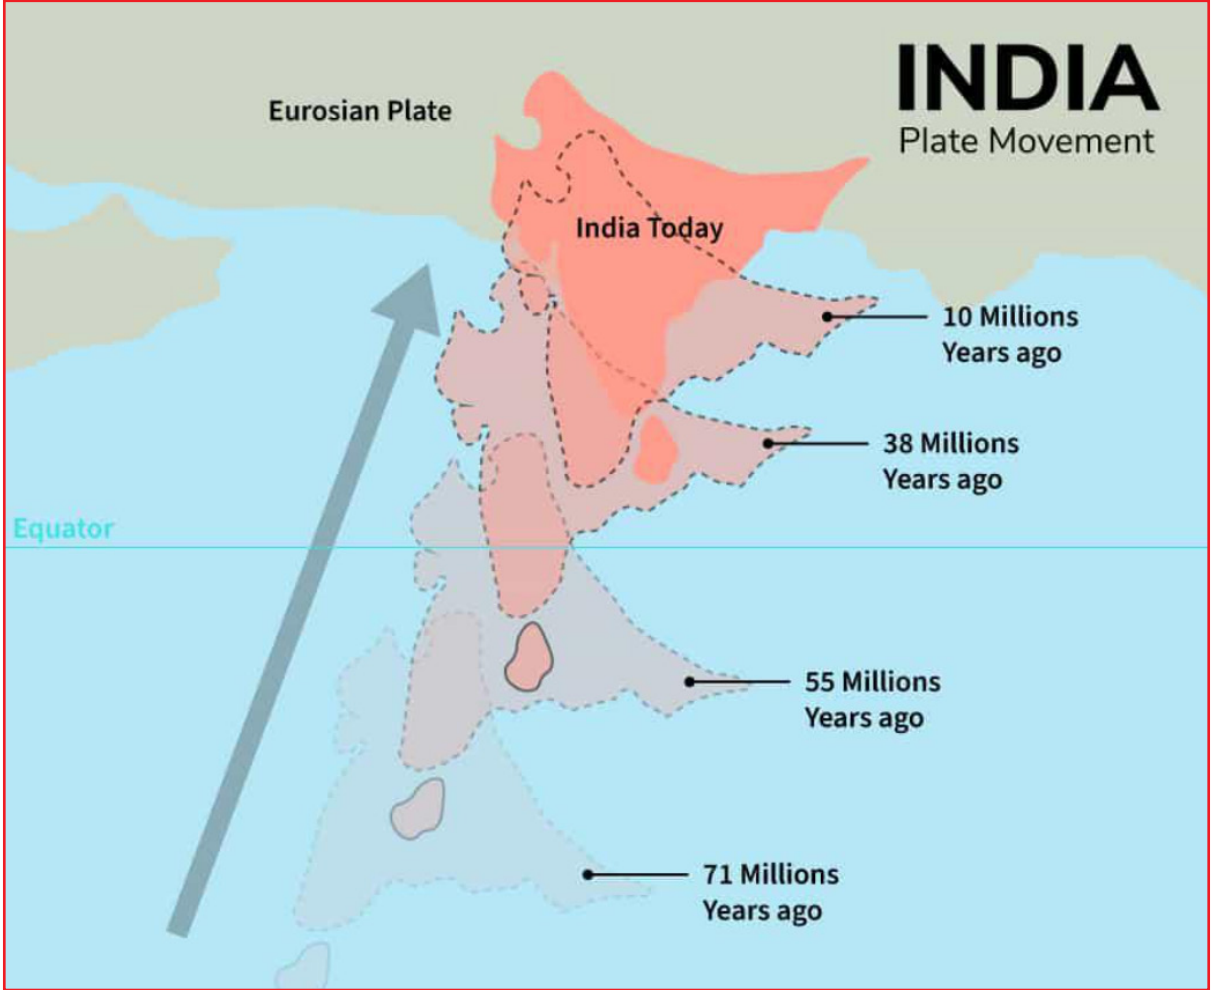 INDIA
Plate Movement
Eurosian Plate
India Today
10 Millions
Years ago
38 Millions
Years ago
Equator
55 Millions
Years ago
71 Millions
Years ago